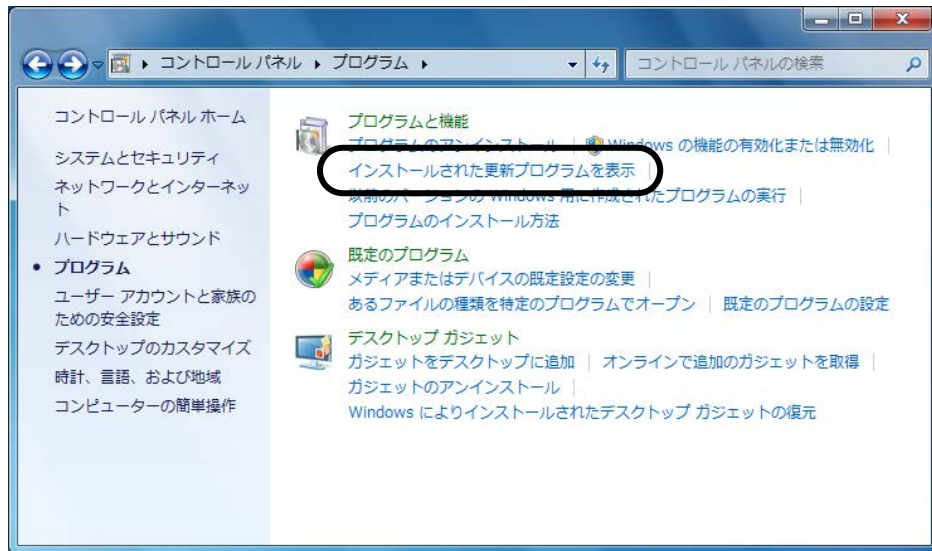 コントロール パネル ▸ プログラム ▸
コントロール パネルの検索
コントロール パネル ホーム
システムとセキュリティ
ネットワークとインターネッ
ト
ハードウェアとサウンド
プログラム
ユーザー アカウントと家族の
ための安全設定
デスクトップのカスタマイズ
時計、言語、および地域
コンピューターの簡単操作
プログラムと機能
プログラムのアンインストール | Windows の機能の有効化または無効化 |
インストールされた更新プログラムを表示 |
以前のバージョンの Windows 用に作成されたプログラムの実行 |
プログラムのインストール方法
既定のプログラム
メディアまたはデバイスの既定設定の変更 |
あるファイルの種類を特定のプログラムでオープン | 既定のプログラムの設定
デスクトップ ガジェット
ガジェットをデスクトップに追加 | オンラインで追加のガジェットを取得 |
ガジェットのアンインストール |
Windows によりインストールされたデスクトップ ガジェットの復元